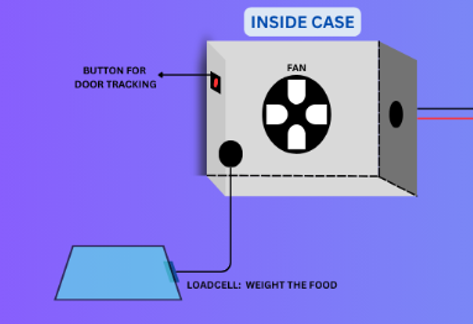 INSIDE CASE
FAN
BUTTON FOR
DOOR TRACKING
LOADCELL: WEIGHT THE FOOD